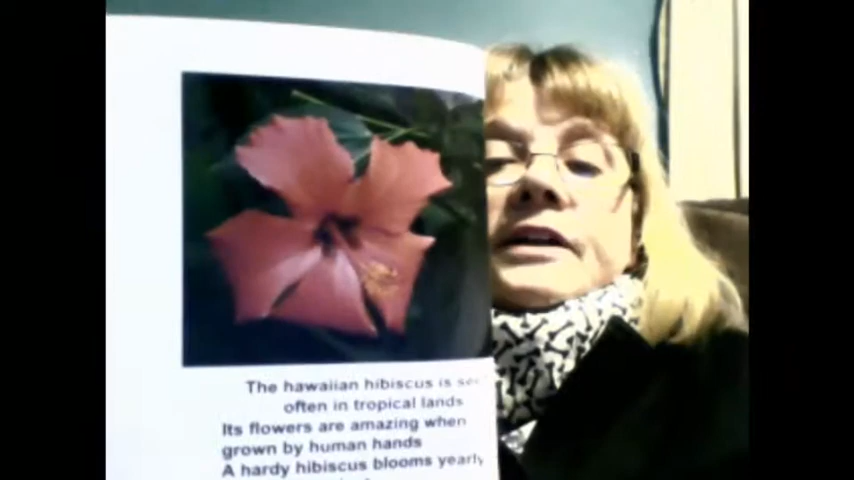 The hawaiian hibiscus is
often in tropical lands
Its flowers are amazing when
grown by human hands
A hardy hibiscus blooms yearly